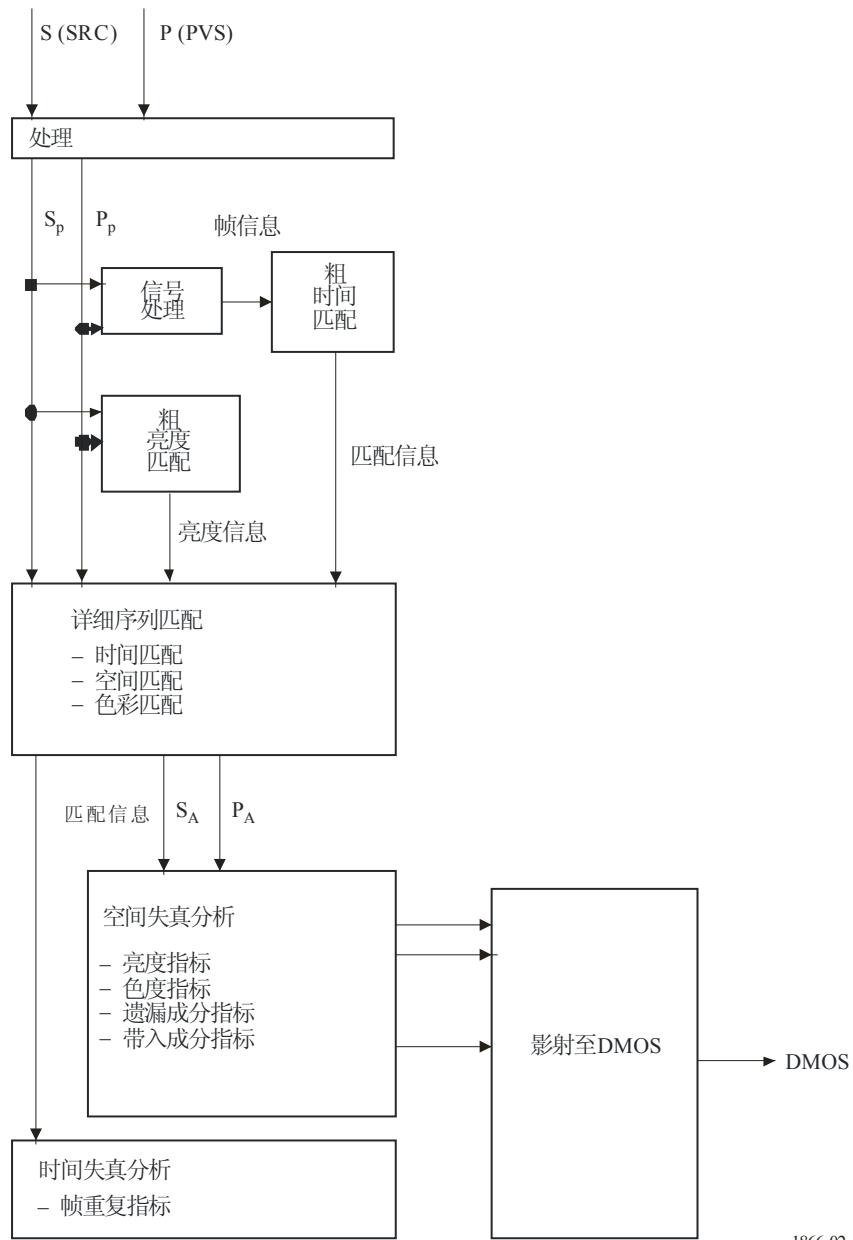 S (SRC)
P (PVS)
处理
Sp
Pp
帧信息
信号
处理
粗
时间
匹配
粗
亮度
匹配
匹配信息
亮度信息
详细序列匹配
– 时间匹配
– 空间匹配
– 色彩匹配
匹配信息
SA
PA
空间失真分析
– 亮度指标
– 色度指标
– 遗漏成分指标
– 带入成分指标
影射至DMOS
DMOS
时间失真分析
– 帧重复指标
1866-02